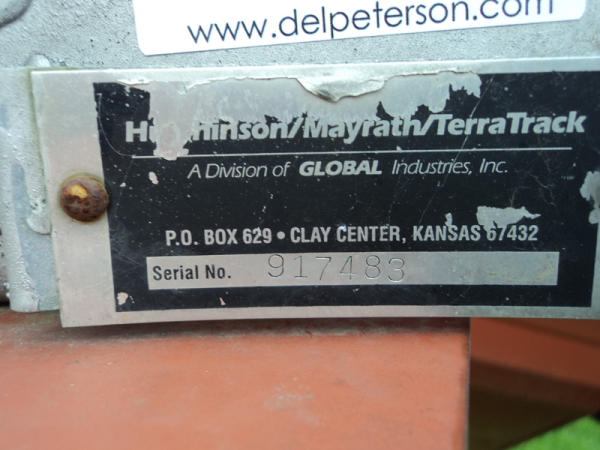 www.delpeterson.com
Hutchinson/Mayrath/TerraTrack
A Division of GLOBAL Industries, Inc.
P.O. BOX 629 • CLAY CENTER, KANSAS 67432
Serial No. 917483